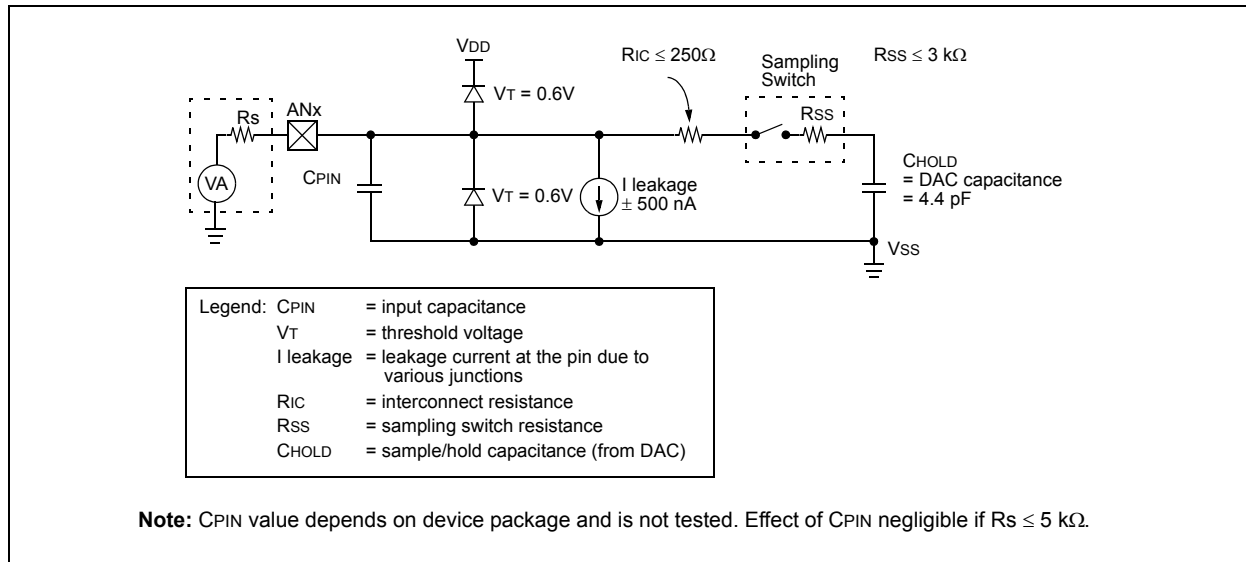 VDD
RIC ≤ 250Ω
Sampling
Switch
RSS ≤ 3 kΩ
VT = 0.6V
Rs
ANx
RSS
VA
CPIN
VT = 0.6V
I leakage
± 500 nA
CHOLD
= DAC capacitance
= 4.4 pF
VSS
Legend: CPIN = input capacitance
VT = threshold voltage
I leakage = leakage current at the pin due to
various junctions
RIC = interconnect resistance
RSS = sampling switch resistance
CHOLD = sample/hold capacitance (from DAC)
Note: CPIN value depends on device package and is not tested. Effect of CPIN negligible if Rs ≤ 5 kΩ.